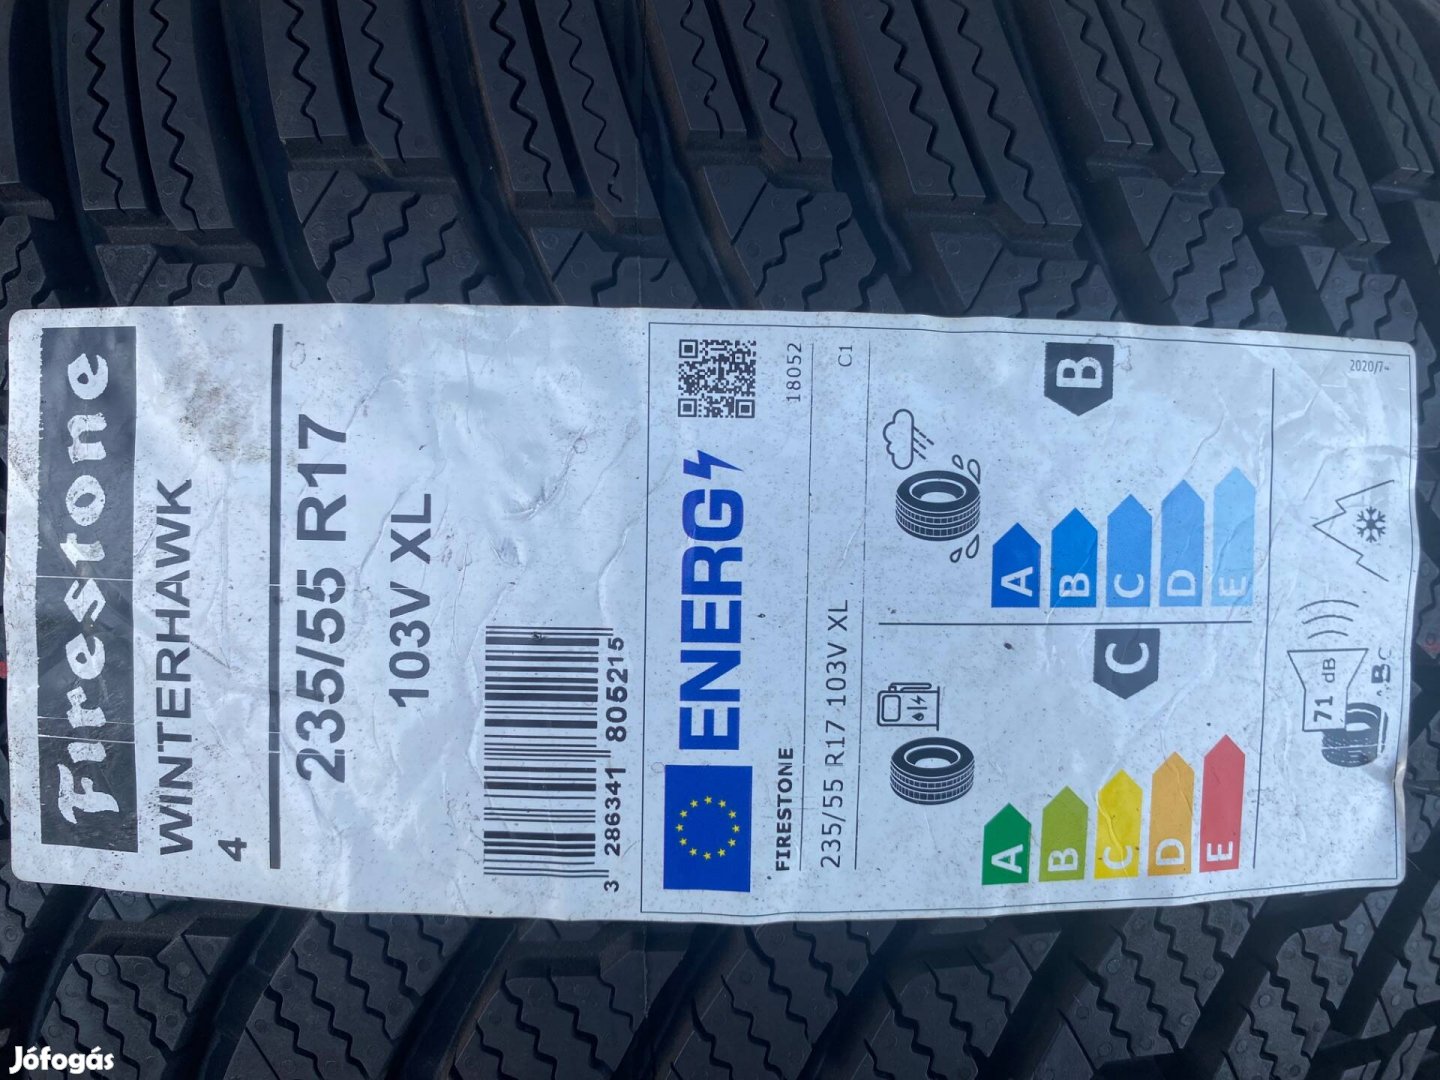 Firestone
WINTERHAWK
4
235/55 R17
103V XL
3 286341 805215
ENERG
18052
FIRESTONE
235/55 R17 103V XL
C1
A
B
C
D
E
C
A
B
C
D
E
B
71 dB
B
2020/7
Jófogás